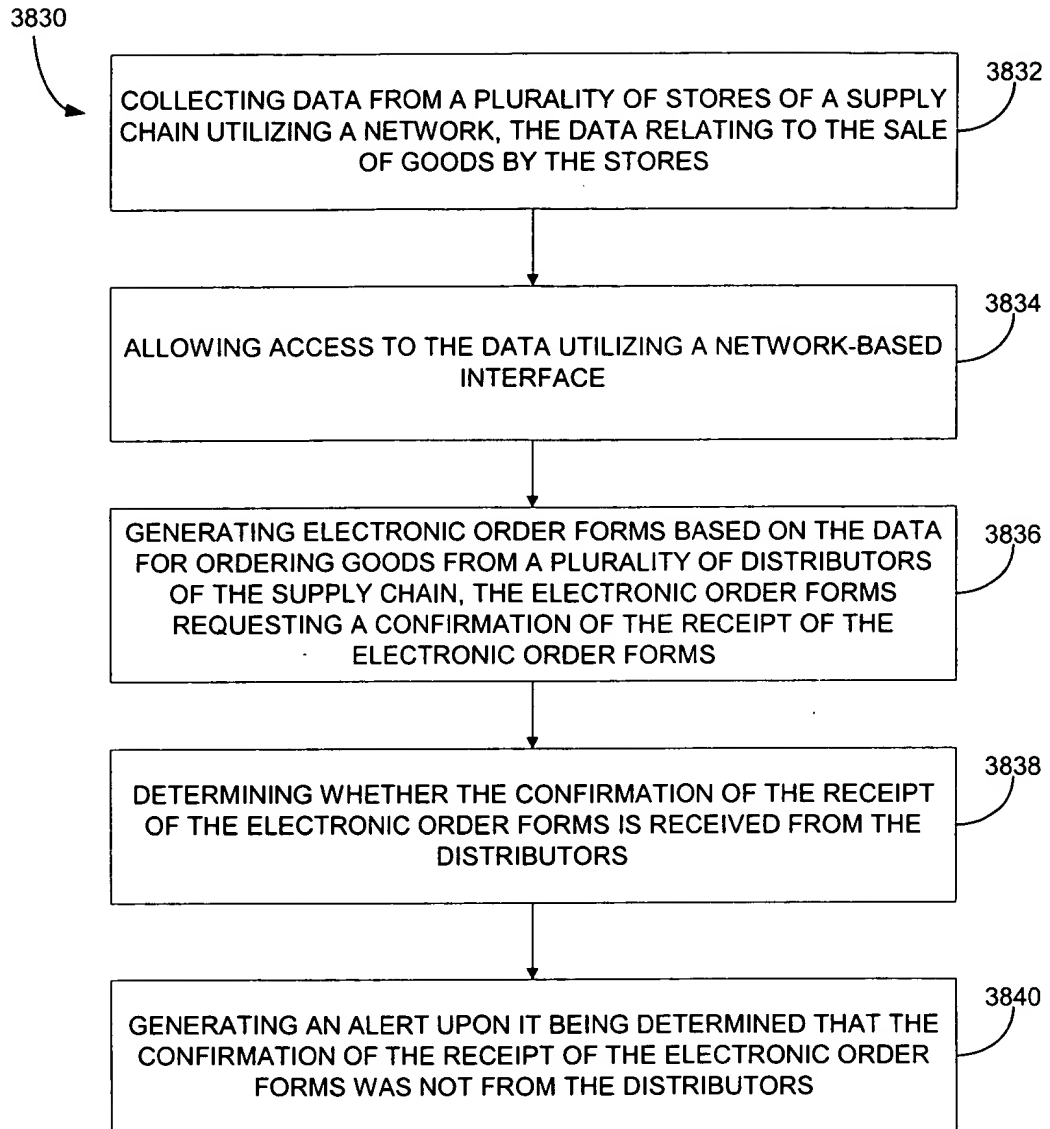 3830
3832
COLLECTING DATA FROM A PLURALITY OF STORES OF A SUPPLY
CHAIN UTILIZING A NETWORK, THE DATA RELATING TO THE SALE
OF GOODS BY THE STORES
3834
ALLOWING ACCESS TO THE DATA UTILIZING A NETWORK-BASED
INTERFACE
3836
GENERATING ELECTRONIC ORDER FORMS BASED ON THE DATA
FOR ORDERING GOODS FROM A PLURALITY OF DISTRIBUTORS
OF THE SUPPLY CHAIN, THE ELECTRONIC ORDER FORMS
REQUESTING A CONFIRMATION OF THE RECEIPT OF THE
ELECTRONIC ORDER FORMS
3838
DETERMINING WHETHER THE CONFIRMATION OF THE RECEIPT
OF THE ELECTRONIC ORDER FORMS IS RECEIVED FROM THE
DISTRIBUTORS
3840
GENERATING AN ALERT UPON IT BEING DETERMINED THAT THE
CONFIRMATION OF THE RECEIPT OF THE ELECTRONIC ORDER
FORMS WAS NOT FROM THE DISTRIBUTORS